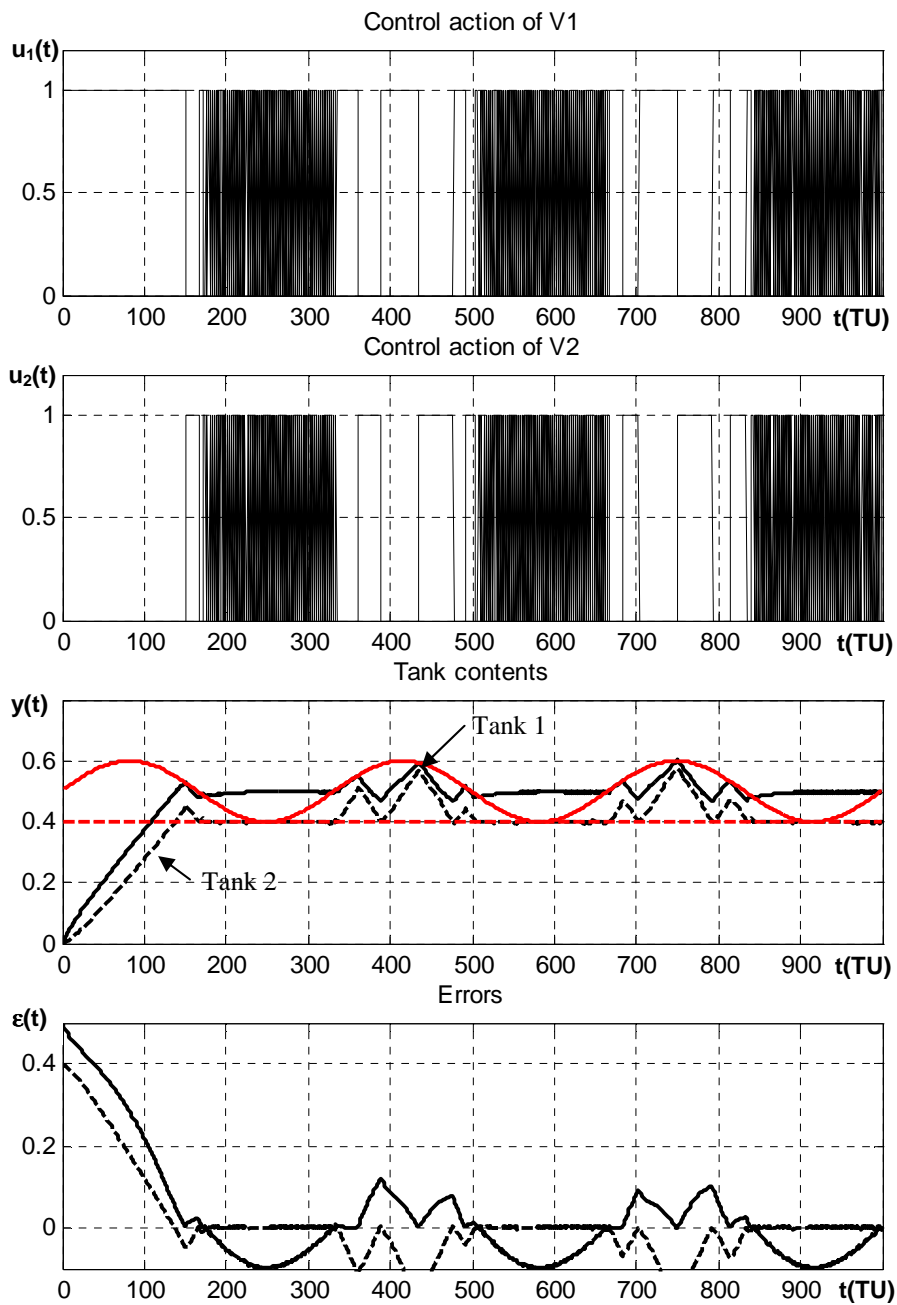 Control action of V1
u₁(t)
1
0.5
0
0 100 200 300 400 500 600 700 800 900 t(TU)
Control action of V2
u₂(t)
1
0.5
0
0 100 200 300 400 500 600 700 800 900 t(TU)
Tank contents
y(t)
Tank 1
0.6
0.4
Tank 2
0.2
0
0 100 200 300 400 500 600 700 800 900 t(TU)
Errors
ε(t)
0.4
0.2
0
0 100 200 300 400 500 600 700 800 900 t(TU)